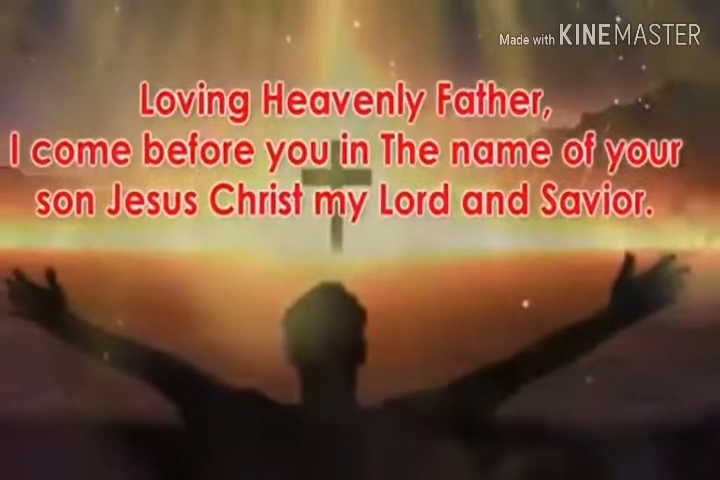 Made with KINEMASTER
Loving Heavenly Father,
I come before you in The name of your
son Jesus Christ my Lord and Savior.